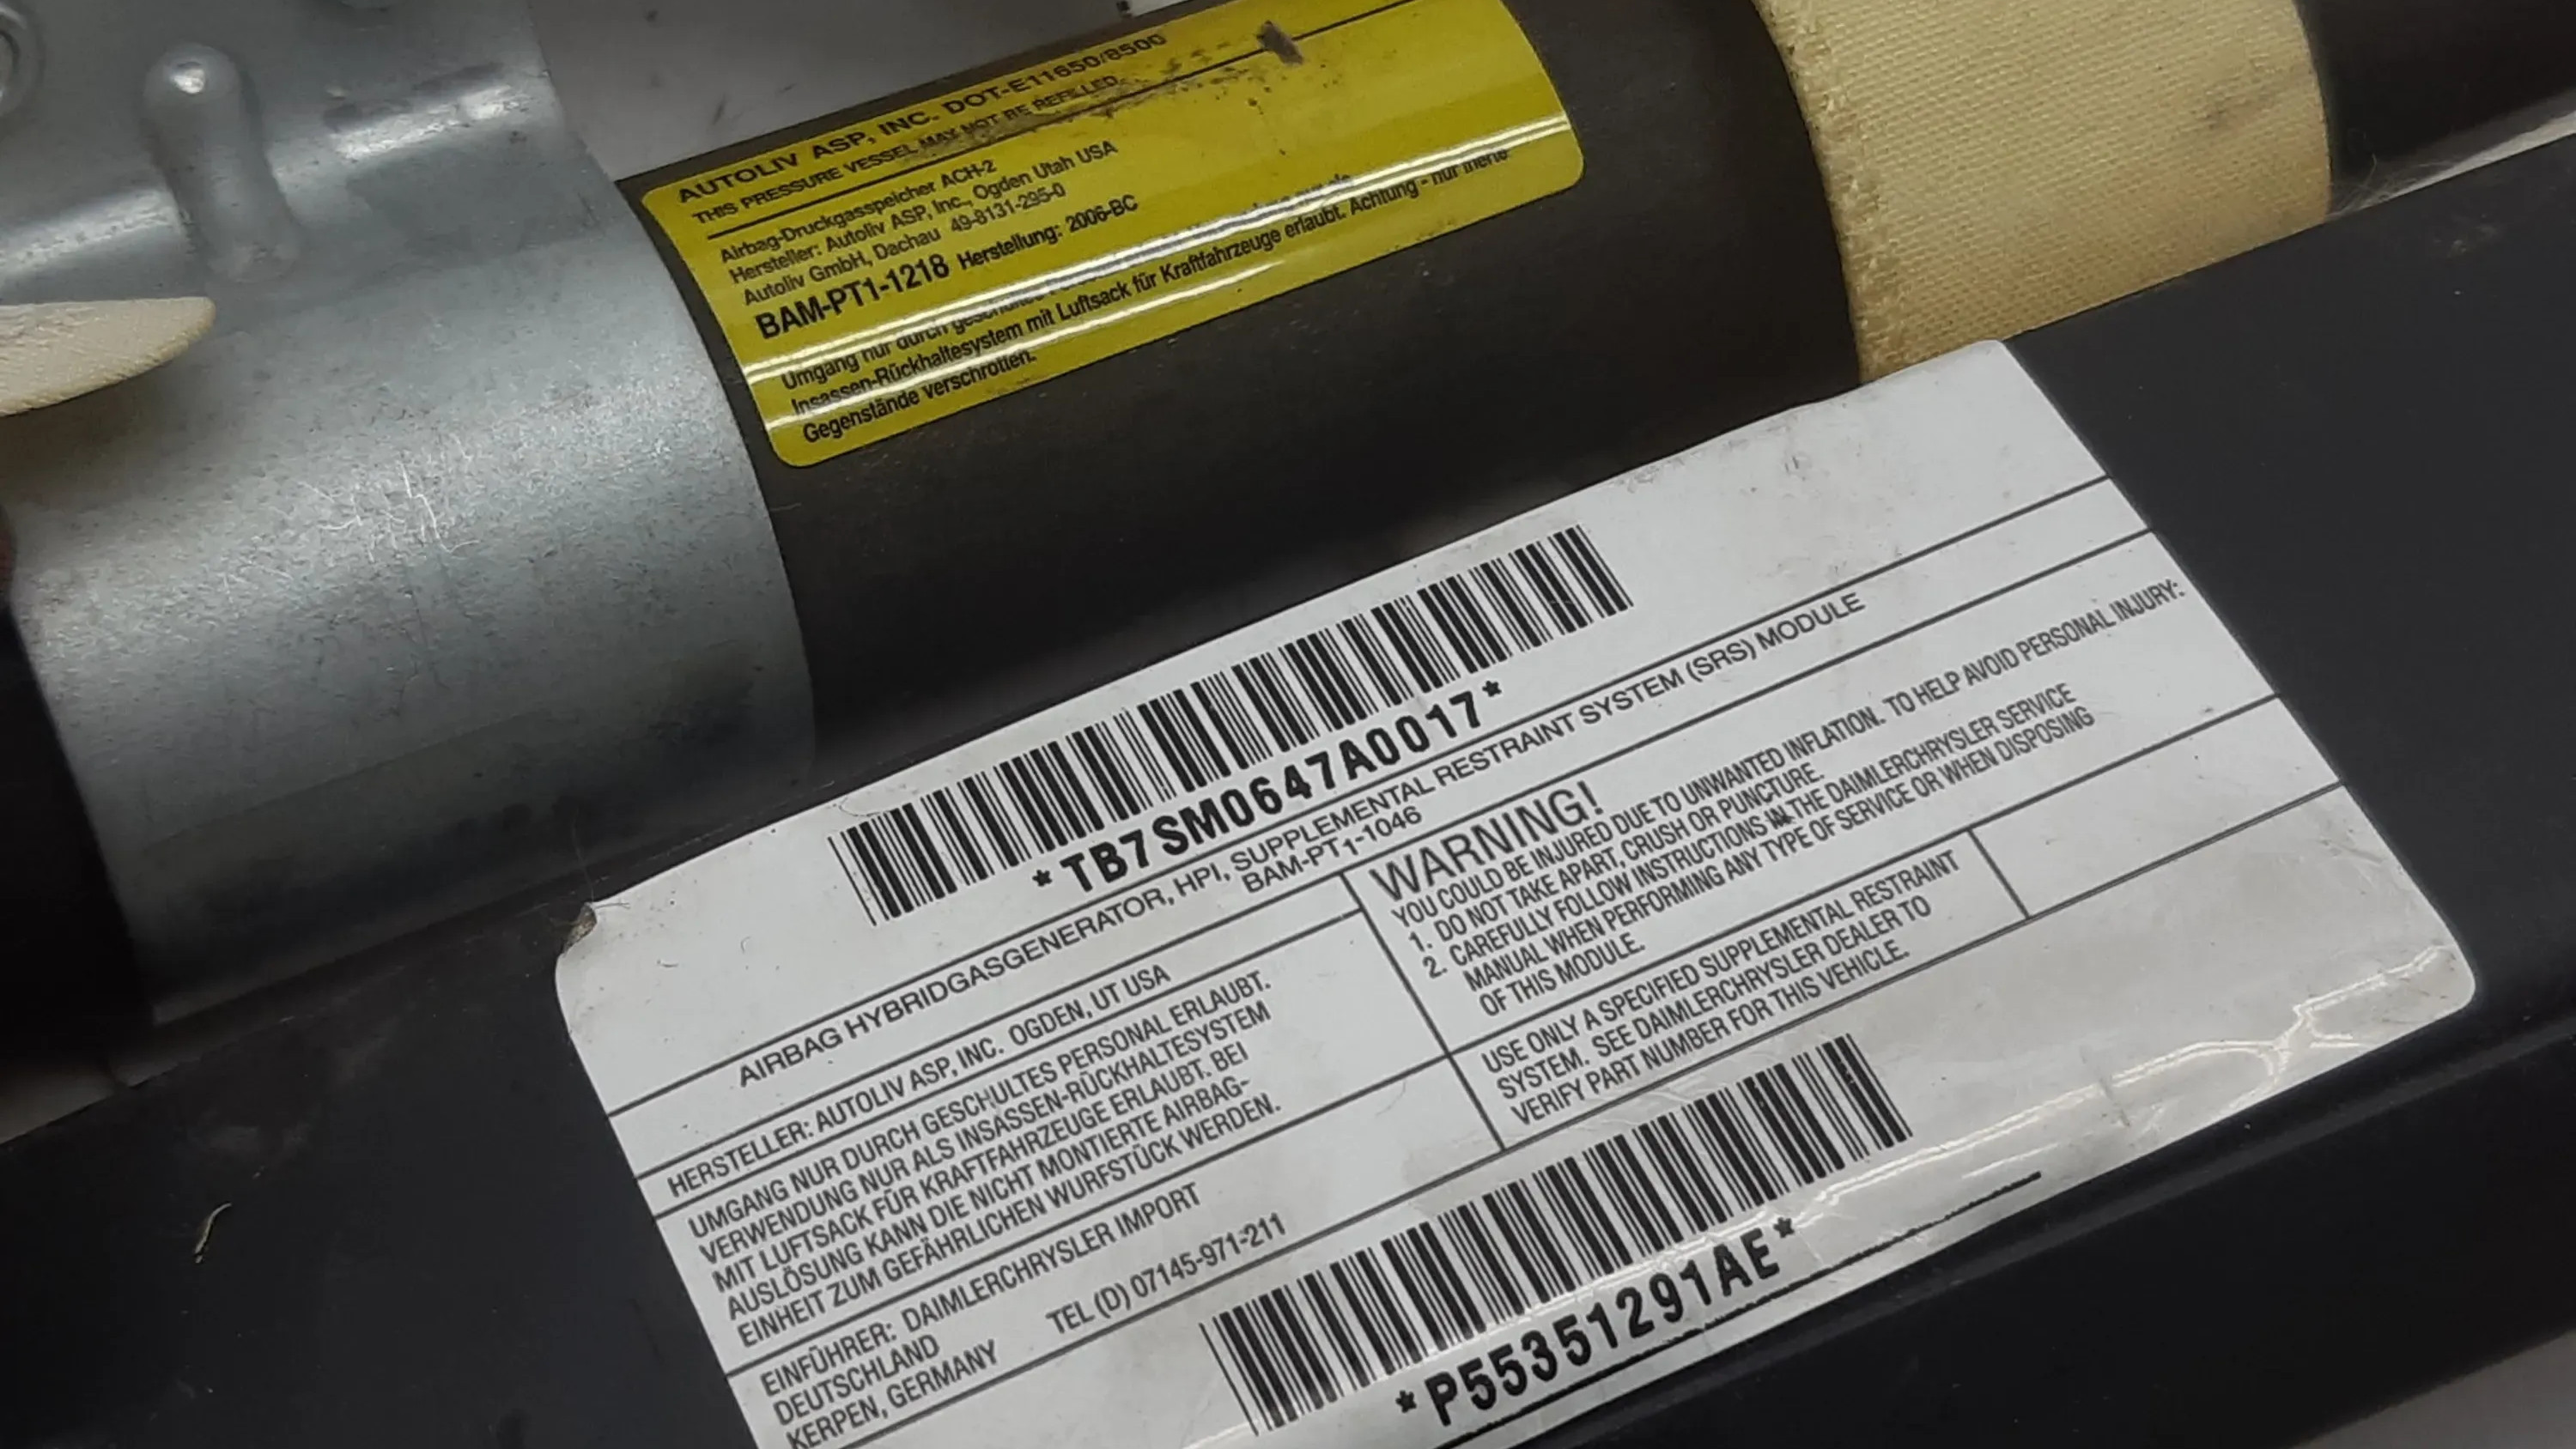 AUTOLIV ASP, INC. DOT-E11650/8500
THIS PRESSURE VESSEL MAY NOT BE REFILLED
Airbag-Druckgasspeicher ACH-2
Hersteller: Autoliv ASP, Inc., Ogden Utah USA
Autoliv GmbH, Dachau 49-8131-295-0
BAM-PT1-1218 Herstellung: 2006-BC
Umgang nur durch geschultes
Insassen-Rückhaltesystem mit Luftsack für Kraftfahrzeuge erlaubt. Achtung - nur inerte
Gegenstände verschrotten.
*TB7SM0647A0017*
AIRBAG HYBRIDGASGENERATOR, HPI, SUPPLEMENTAL RESTRAINT SYSTEM (SRS) MODULE
BAM-PT1-1046
HERSTELLER: AUTOLIV ASP, INC. OGDEN, UT USA
UMGANG NUR DURCH GESCHULTES PERSONAL ERLAUBT.
VERWENDUNG NUR ALS INSASSEN-RÜCKHALTESYSTEM
MIT LUFTSACK FÜR KRAFTFAHRZEUGE ERLAUBT. BEI
AUSLÖSUNG KANN DIE NICHT MONTIERTE AIRBAG-
EINHEIT ZUM GEFÄHRLICHEN WURFSTÜCK WERDEN.
EINFÜHRER: DAIMLERCHRYSLER IMPORT
DEUTSCHLAND
KERPEN, GERMANY TEL (D) 07145-971-211
WARNING!
YOU COULD BE INJURED DUE TO UNWANTED INFLATION. TO HELP AVOID PERSONAL INJURY:
1. DO NOT TAKE APART, CRUSH OR PUNCTURE.
2. CAREFULLY FOLLOW INSTRUCTIONS IN THE DAIMLERCHRYSLER SERVICE
MANUAL WHEN PERFORMING ANY TYPE OF SERVICE OR WHEN DISPOSING
OF THIS MODULE.
USE ONLY A SPECIFIED SUPPLEMENTAL RESTRAINT
SYSTEM. SEE DAIMLERCHRYSLER DEALER TO
VERIFY PART NUMBER FOR THIS VEHICLE.
*P55351291AE*